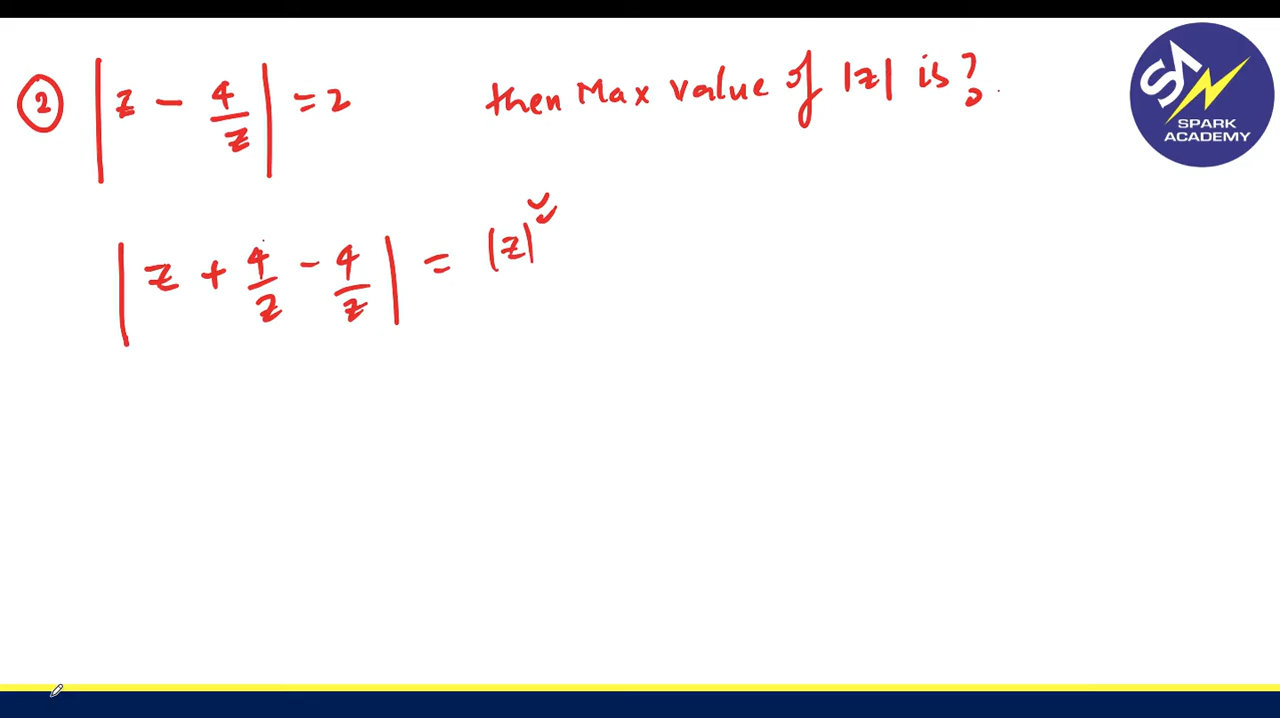 ② |z - 4/z| = 2 then Max value of |z| is?
|z + 4/z - 4/z| = |z|
SPARK
ACADEMY